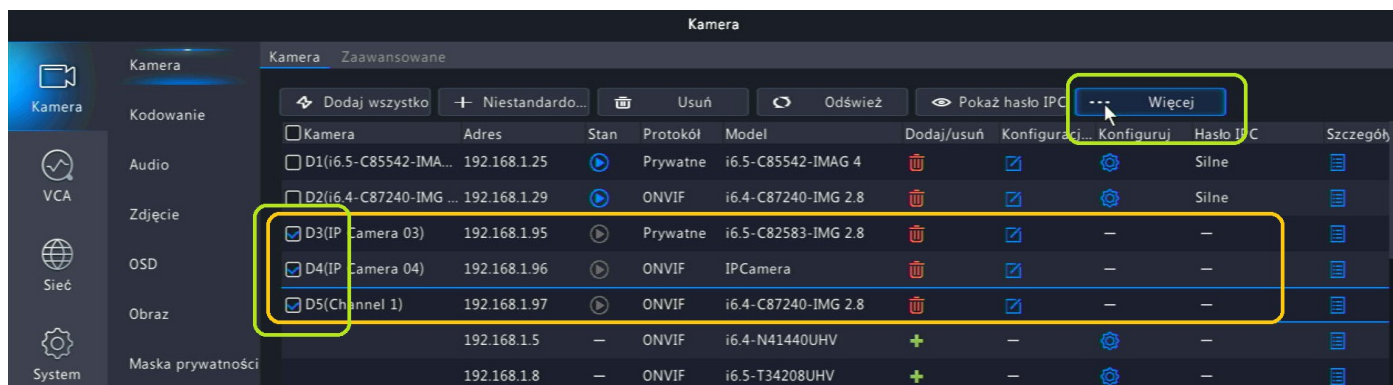 Kamera
Kamera Zaawansowane
Kamera
Kamera
Kodowanie
Audio
VCA
Zdjęcie
OSD
Sieć
Obraz
Maska prywatności
System
Dodaj wszystko Niestandardo... Usuń Odśwież Pokaż hasło IPC ... Więcej
Kamera Adres Stan Protokół Model Dodaj/usuń Konfiguracj... Konfiguruj Hasło IPC Szczegóły
D1(i6.5-C85542-IMA... 192.168.1.25 Prywatne i6.5-C85542-IMAG 4 Silne
D2(i6.4-C87240-IMG ... 192.168.1.29 ONVIF i6.4-C87240-IMG 2.8 Silne
D3(IP Camera 03) 192.168.1.95 Prywatne i6.5-C82583-IMG 2.8 — —
D4(IP Camera 04) 192.168.1.96 ONVIF IPCamera — —
D5(Channel 1) 192.168.1.97 ONVIF i6.4-C87240-IMG 2.8 — —
192.168.1.5 — ONVIF i6.4-N41440UHV + — —
192.168.1.8 — ONVIF i6.5-T34208UHV + — —